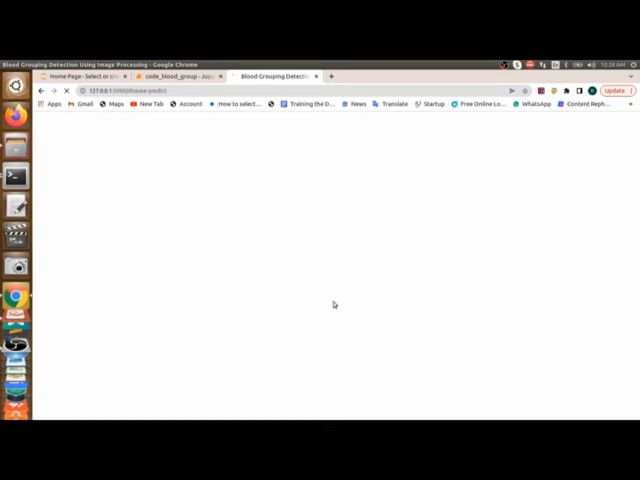 Blood Grouping Detection Using Image Processing - Google Chrome
10:28 AM
Home Page - Select or cre
code_blood_group - Jup
Blood Grouping Detectio
127.0.0.1:5000/disease-predict
Update
Apps Gmail Maps New Tab Account How to select... Training the D... News Translate Startup Free Online Lo... WhatsApp Content Reph...